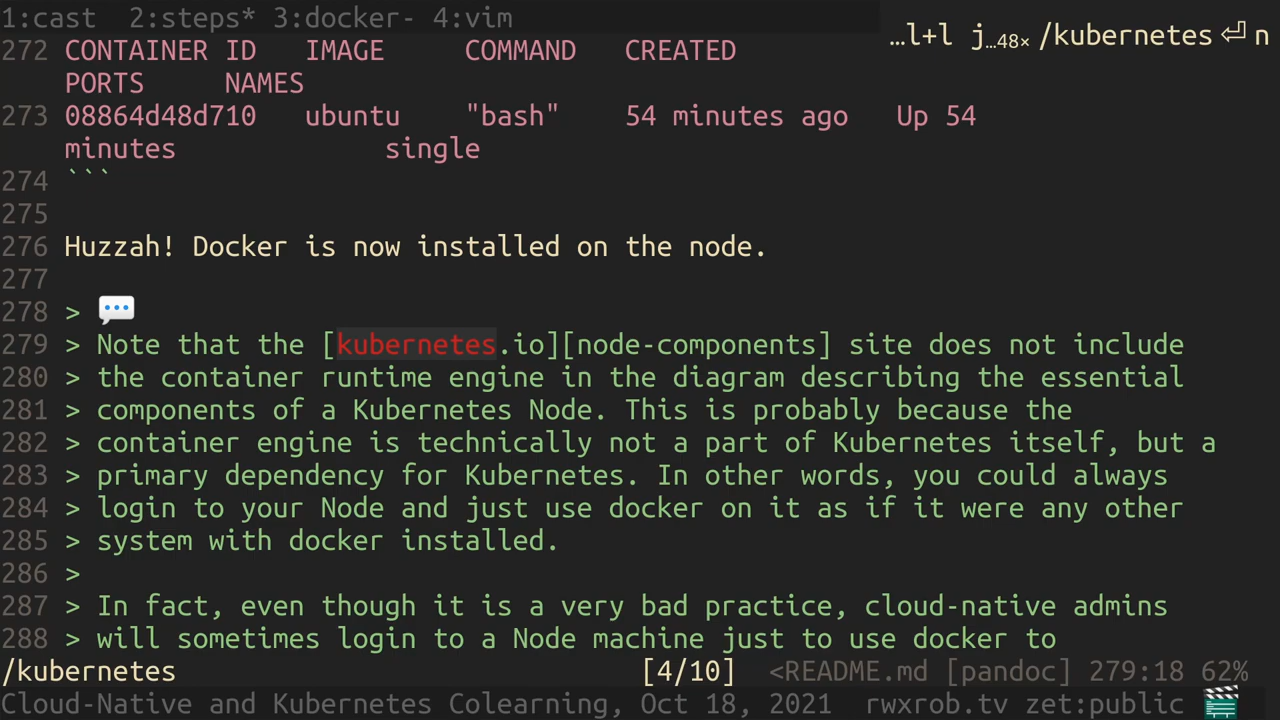 1:cast  2:steps* 3:docker- 4:vim
…l+l j…48× /kubernetes⏎ n
272 CONTAINER ID   IMAGE     COMMAND   CREATED
PORTS     NAMES
273 08864d48d710   ubuntu    "bash"    54 minutes ago   Up 54
minutes             single
274 ```
275
276 Huzzah! Docker is now installed on the node.
277
278 > 💬
279 > Note that the [kubernetes.io][node-components] site does not include
280 > the container runtime engine in the diagram describing the essential
281 > components of a Kubernetes Node. This is probably because the
282 > container engine is technically not a part of Kubernetes itself, but a
283 > primary dependency for Kubernetes. In other words, you could always
284 > login to your Node and just use docker on it as if it were any other
285 > system with docker installed.
286 >
287 > In fact, even though it is a very bad practice, cloud-native admins
288 > will sometimes login to a Node machine just to use docker to
/kubernetes [4/10] <README.md [pandoc] 279:18 62%
Cloud-Native and Kubernetes Colearning, Oct 18, 2021  rwxrob.tv zet:public 🎬